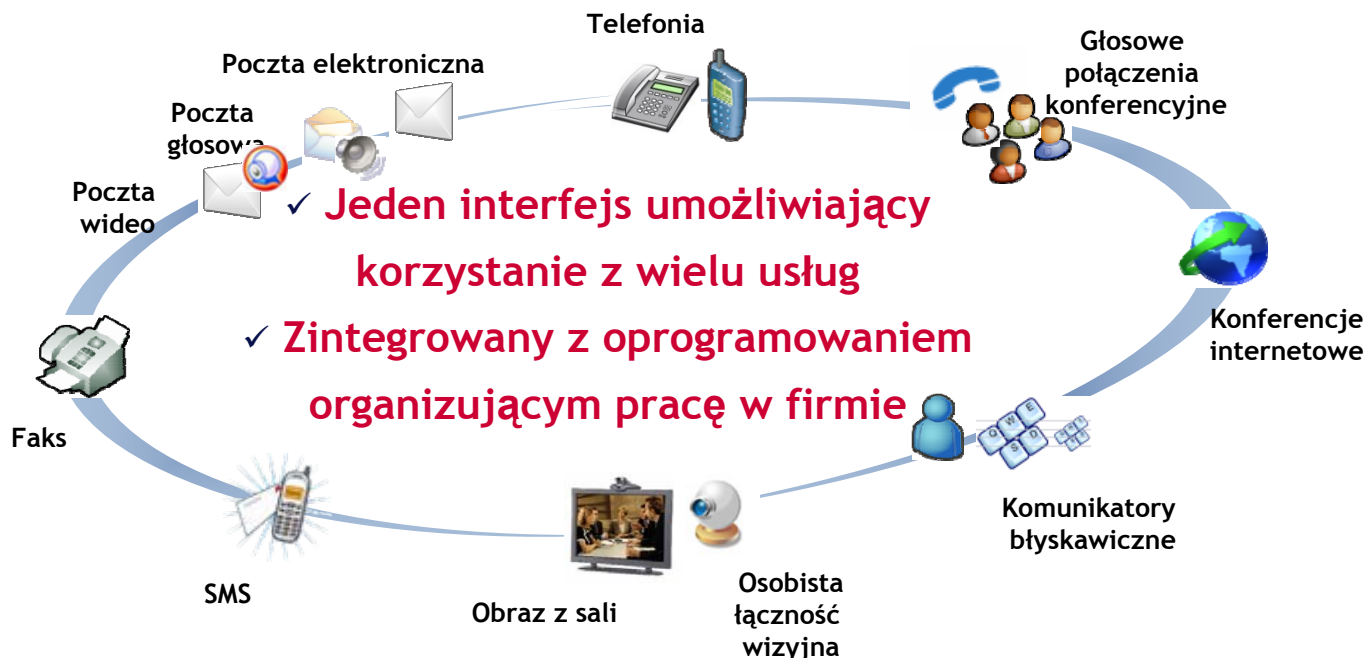 Telefonia
Głosowe
połączenia
konferencyjne
Poczta elektroniczna
Poczta
głosowa
Poczta
wideo
✓ Jeden interfejs umożliwiający
korzystanie z wielu usług
✓ Zintegrowany z oprogramowaniem
organizującym pracę w firmie
Konferencje
internetowe
Faks
Q W E
S D
Komunikatory
błyskawiczne
SMS
Obraz z sali
Osobista
łączność
wizyjna